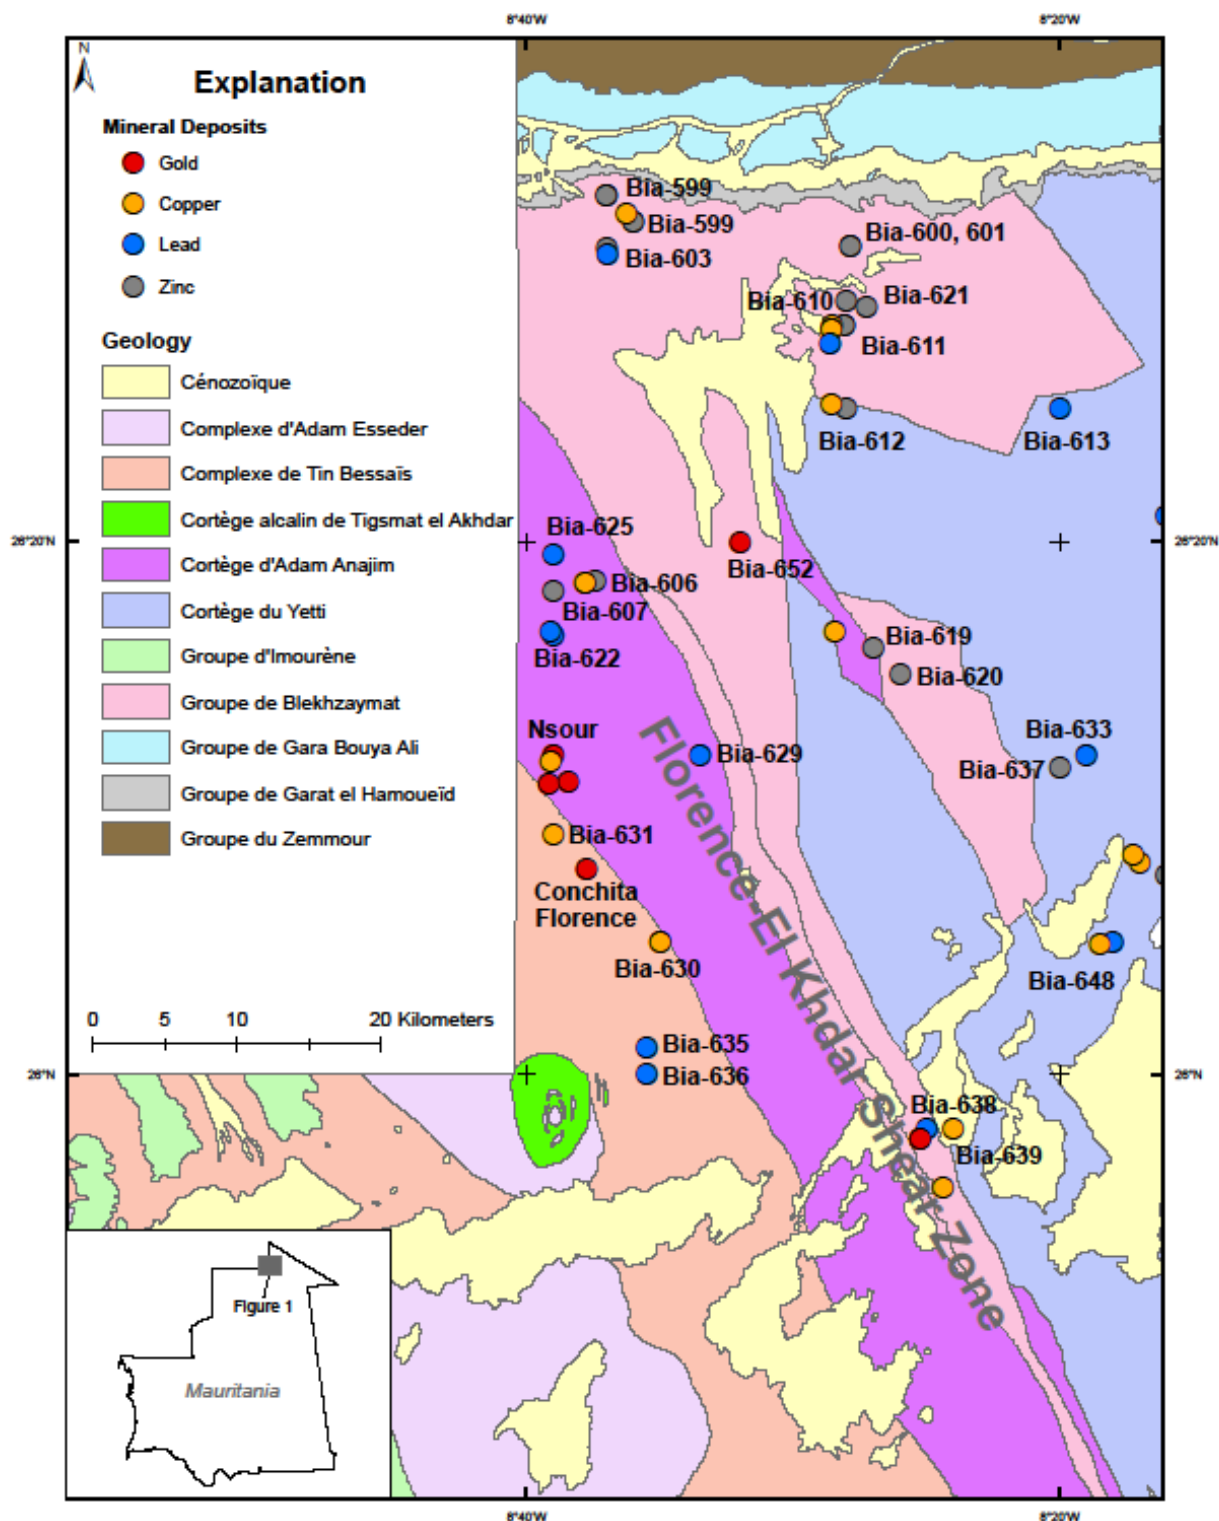 8°40'W
8°20'W
N
Explanation
Mineral Deposits
Gold
Copper
Lead
Zinc
Geology
Cénozoïque
Complexe d'Adam Esseder
Complexe de Tin Bessaïs
Cortège alcalin de Tigsmat el Akhdar
Cortège d'Adam Anajim
Cortège du Yetti
Groupe d'Imourène
Groupe de Blekhzaymat
Groupe de Gara Bouya Ali
Groupe de Garat el Hamoueïd
Groupe du Zemmour
0 5 10 20 Kilometers
Bia-599
Bia-599
Bia-603
Bia-600, 601
Bia-610
Bia-621
Bia-611
Bia-612
Bia-613
26°20'N
26°20'N
Bia-625
Bia-652
Bia-606
Bia-607
Bia-622
Bia-619
Bia-620
Nsour
Bia-629
Bia-633
Bia-637
Bia-631
Conchita
Florence
Bia-630
Bia-648
Florence-El Khdar Shear Zone
Bia-635
Bia-636
26°N
26°N
Bia-638
Bia-639
Figure 1
Mauritania
8°40'W
8°20'W